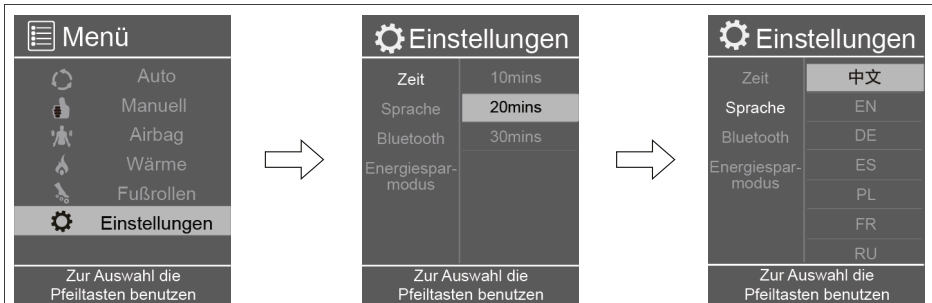 Menü
Auto
Manuell
Airbag
Wärme
Fußrollen
Einstellungen
Zur Auswahl die
Pfeiltasten benutzen
Einstellungen
Zeit
Sprache
Bluetooth
Energiespar-
modus
10mins
20mins
30mins
Zur Auswahl die
Pfeiltasten benutzen
Einstellungen
Zeit
Sprache
Bluetooth
Energiespar-
modus
中文
EN
DE
ES
PL
FR
RU
Zur Auswahl die
Pfeiltasten benutzen